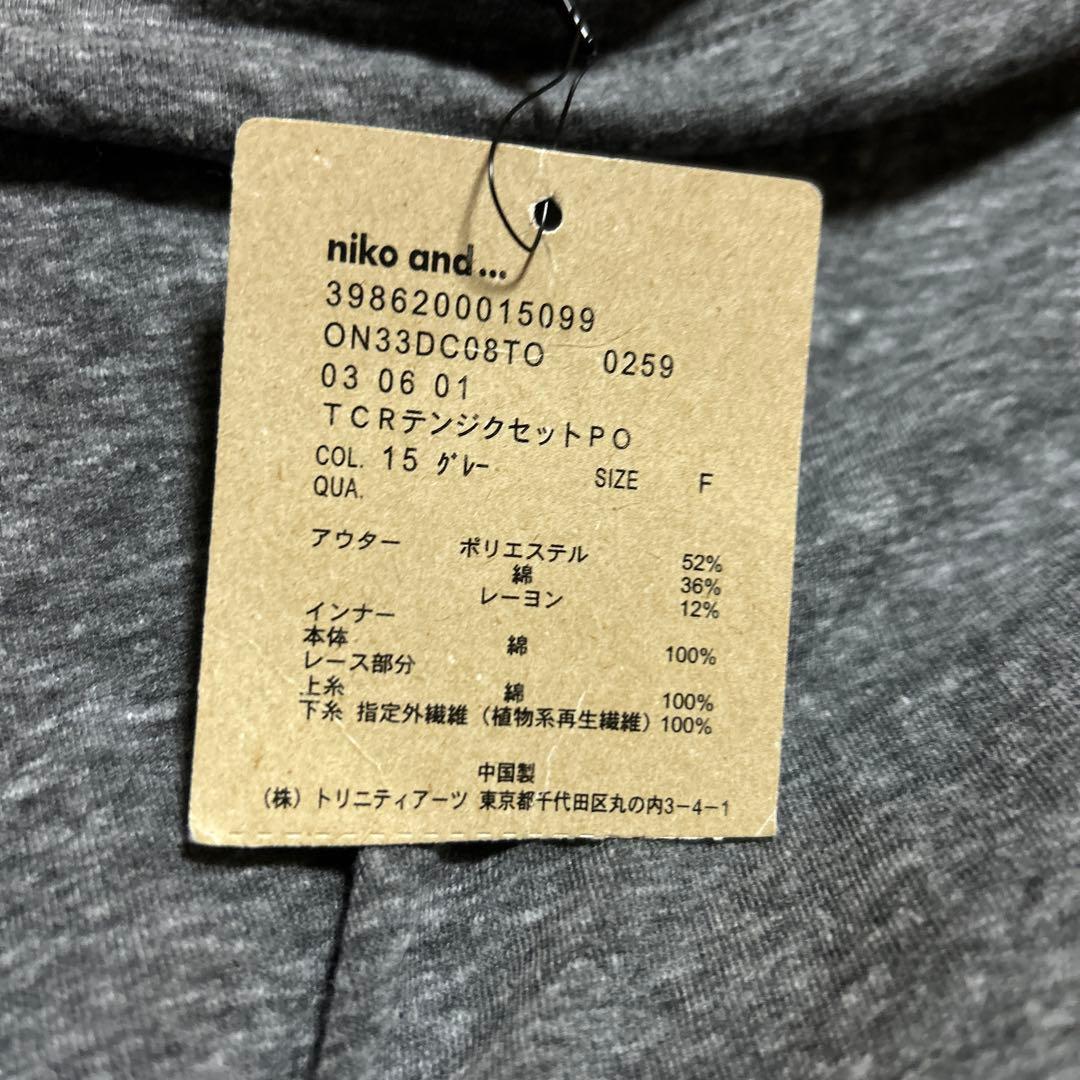 niko and...
3986200015099
ON33DC08TO 0259
03 06 01
TCRテンジクセットPO
COL. 15 グレー SIZE F
QUA.
アウター ポリエステル 52%
綿 36%
レーヨン 12%
インナー
本体 綿 100%
レース部分
上糸 綿 100%
下糸 指定外繊維（植物系再生繊維）100%
中国製
（株）トリニティアーツ 東京都千代田区丸の内3-4-1